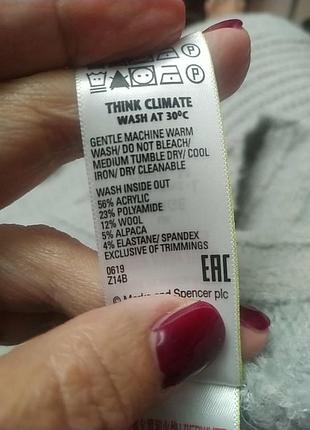 P
THINK CLIMATE
WASH AT 30ºC
GENTLE MACHINE WARM
WASH/ DO NOT BLEACH/
MEDIUM TUMBLE DRY/ COOL
IRON/ DRY CLEANABLE
WASH INSIDE OUT
56% ACRYLIC
23% POLYAMIDE
12% WOOL
5% ALPACA
4% ELASTANE/ SPANDEX
EXCLUSIVE OF TRIMMINGS
0619
Z14B
EAC
© Marks and Spencer plc